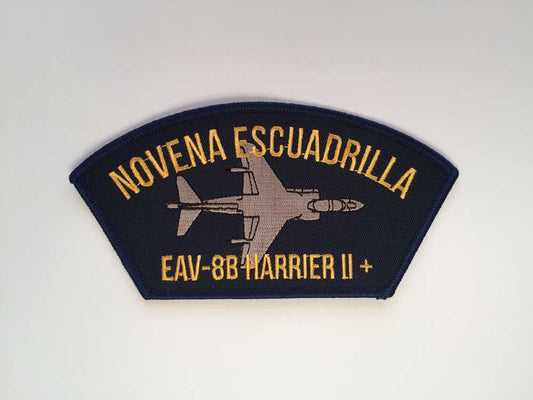 NOVENA ESCUADRILLA
EAV-8B HARRIER II +